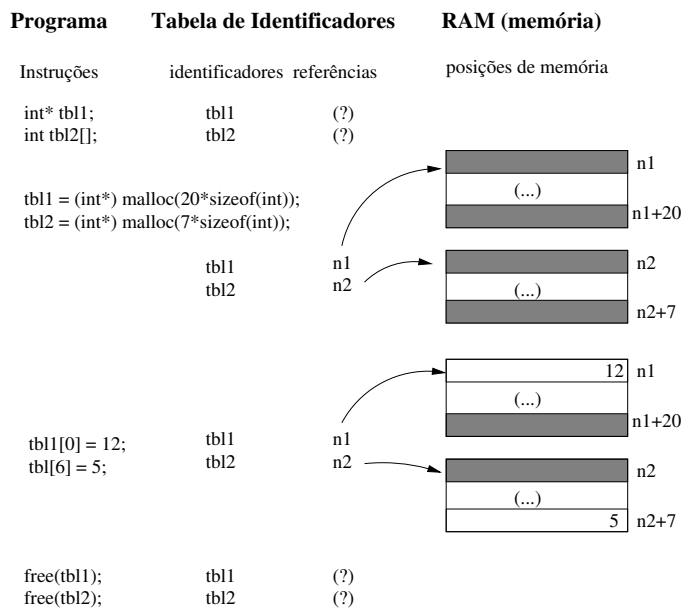 Programa Tabela de Identificadores RAM (memória)
Instruções identificadores referências posições de memória
int* tbl1; tbl1 (?)
int tbl2[]; tbl2 (?)
n1
(...)
tbl1 = (int*) malloc(20*sizeof(int));
n1+20
tbl2 = (int*) malloc(7*sizeof(int));
tbl1 n1 n2
tbl2 n2 (...)
n2+7
12 n1
(...)
n1+20
tbl1[0] = 12; tbl1 n1
tbl[6] = 5; tbl2 n2 n2
(...)
5 n2+7
free(tbl1); tbl1 (?)
free(tbl2); tbl2 (?)